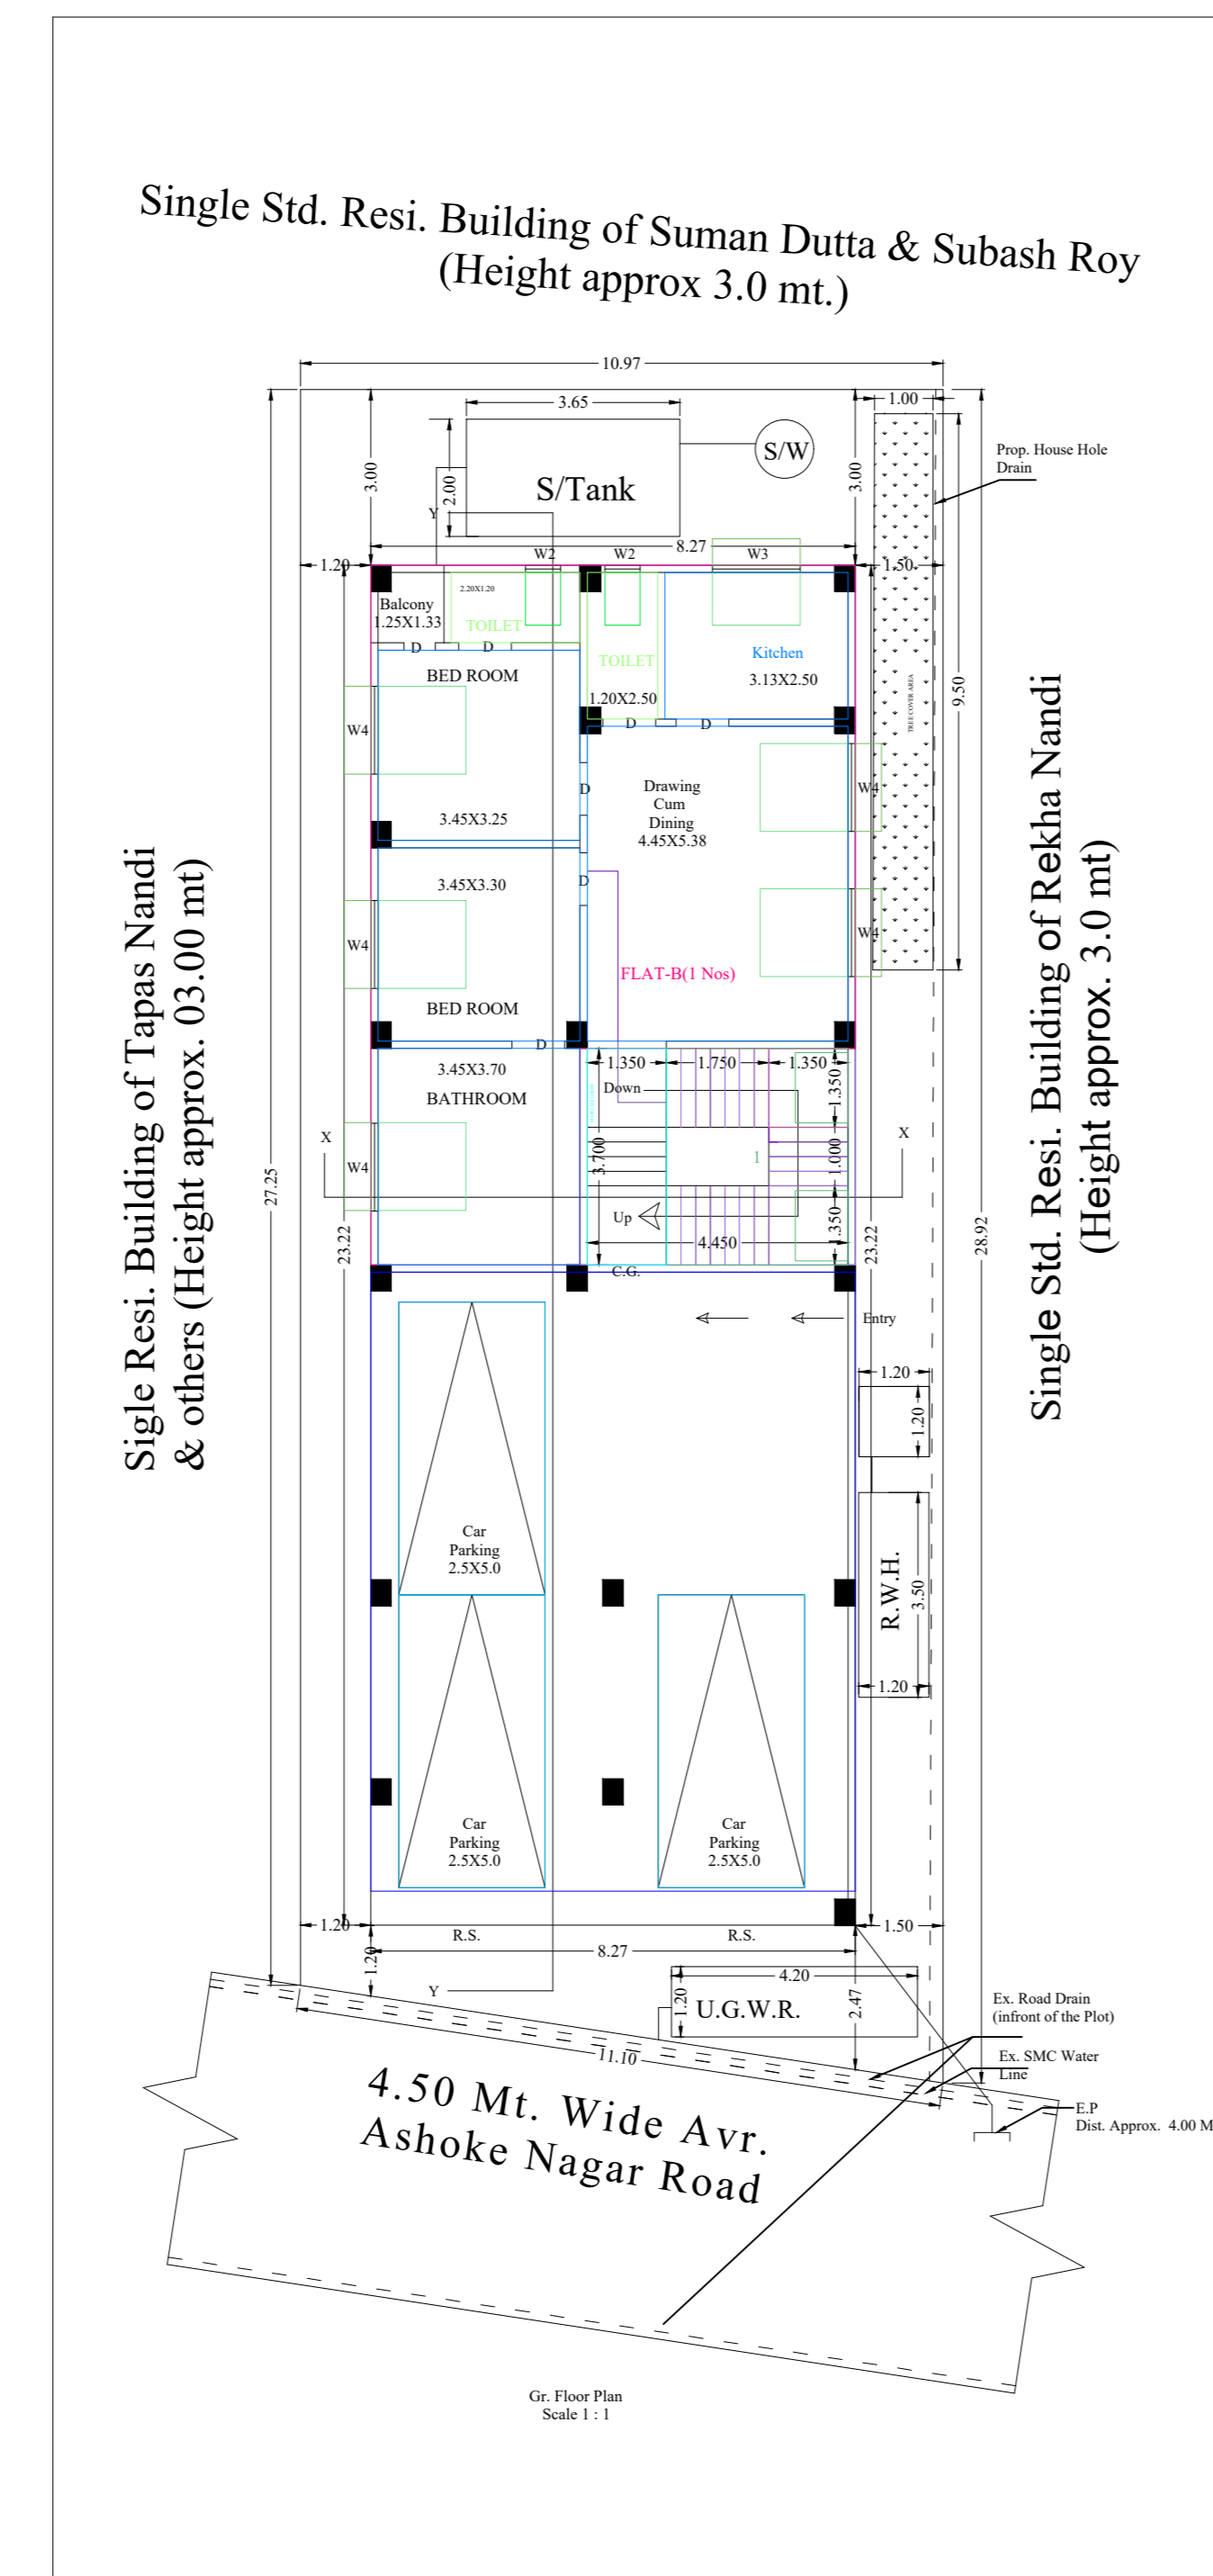 Single Std. Resi. Building of Suman Dutta & Subash Roy
(Height approx 3.0 mt.)
10.97
3.65
1.00
S/W
Prop. House Hole
Drain
3.00
2.00
S/Tank
3.00
Y
8.27
1.20
W2
W2
W3
1.50
2.20X1.20
Balcony
1.25X1.33
TOILET
D
D
BED ROOM
TOILET
Kitchen
3.13X2.50
1.20X2.50
D
D
TREE COVER AREA
9.50
W4
D
Drawing
Cum
Dining
4.45X5.38
W4
3.45X3.25
3.45X3.30
D
W4
W4
FLAT-B(1 Nos)
BED ROOM
D
3.45X3.70
BATHROOM
1.350
1.750
1.350
Down
1.350
X
X
3.700
1
1.000
W4
Up
1.350
4.450
C.G.
27.25
23.22
23.22
28.92
Sigle Resi. Building of Tapas Nandi
& others (Height approx. 03.00 mt)
Single Std. Resi. Building of Rekha Nandi
(Height approx. 3.0 mt)
Entry
1.20
1.20
Car
Parking
2.5X5.0
R.W.H.
3.50
1.20
Car
Parking
2.5X5.0
Car
Parking
2.5X5.0
1.20
R.S.
R.S.
1.50
8.27
1.20
4.20
Y
1.20
U.G.W.R.
2.47
Ex. Road Drain
(infront of the Plot)
11.10
Ex. SMC Water
Line
E.P
Dist. Approx. 4.00 M
4.50 Mt. Wide Avr.
Ashoke Nagar Road
Gr. Floor Plan
Scale 1 : 1